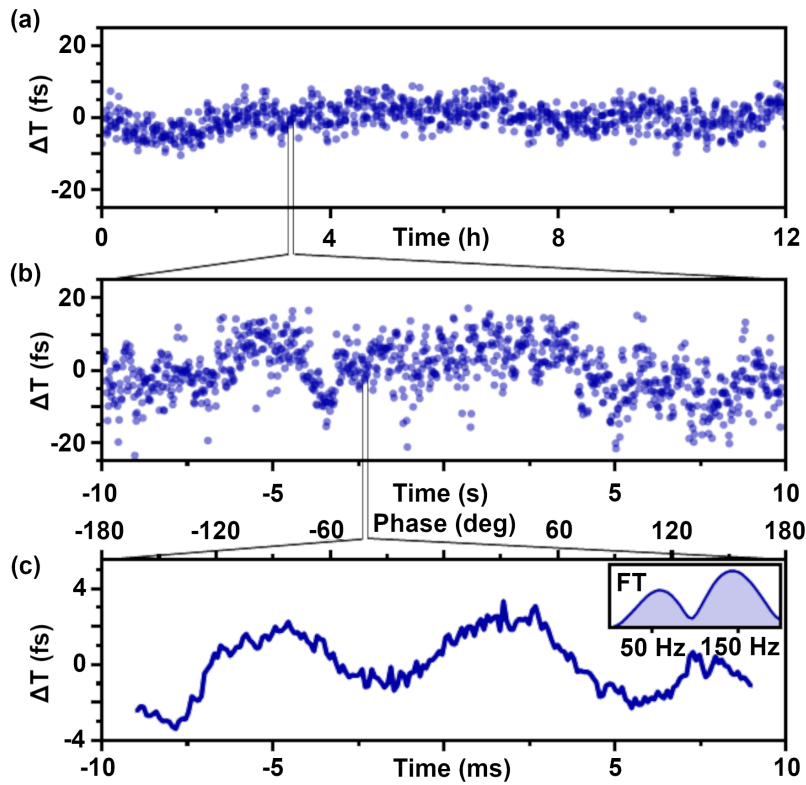 (a)
20
0
-20
ΔT (fs)
0 4 Time (h) 8 12
(b)
20
0
-20
ΔT (fs)
-10 -5 Time (s) 5 10
-180 -120 -60 Phase (deg) 60 120 180
(c)
4
0
-4
ΔT (fs)
FT
50 Hz 150 Hz
-10 -5 Time (ms) 5 10